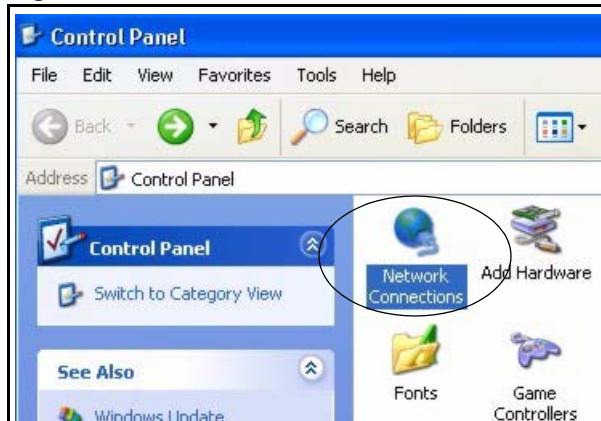 Control Panel
File Edit View Favorites Tools Help
Back Search Folders
Address Control Panel
Control Panel
Switch to Category View
See Also
Windows Update
Network Connections
Add Hardware
Fonts
Game Controllers